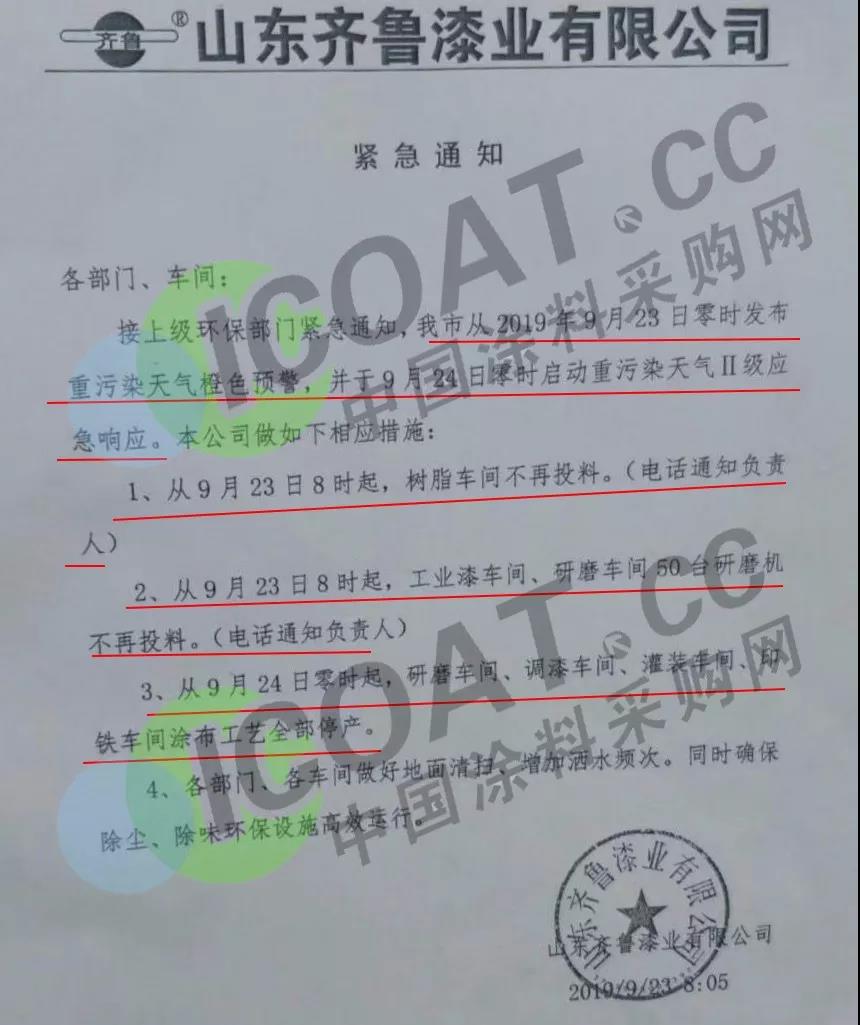 齐鲁®
山东齐鲁漆业有限公司
紧急通知
各部门、车间：
接上级环保部门紧急通知，我市从2019年9月23日零时发布
重污染天气橙色预警，并于9月24日零时启动重污染天气Ⅱ级应
急响应。本公司做如下相应措施：
1、从9月23日8时起，树脂车间不再投料。（电话通知负责
人）
2、从9月23日8时起，工业漆车间、研磨车间50台研磨机
不再投料。（电话通知负责人）
3、从9月24日零时起，研磨车间、调漆车间、灌装车间、印
铁车间涂布工艺全部停产。
4、各部门、各车间做好地面清扫、增加洒水频次。同时确保
除尘、除味环保设施高效运行。
山东齐鲁漆业有限公司
山东齐鲁漆业有限公司
2019/9/23 8:05
ICOAT.CC
中国涂料采购网
ICOAT.CC
中国涂料采购网